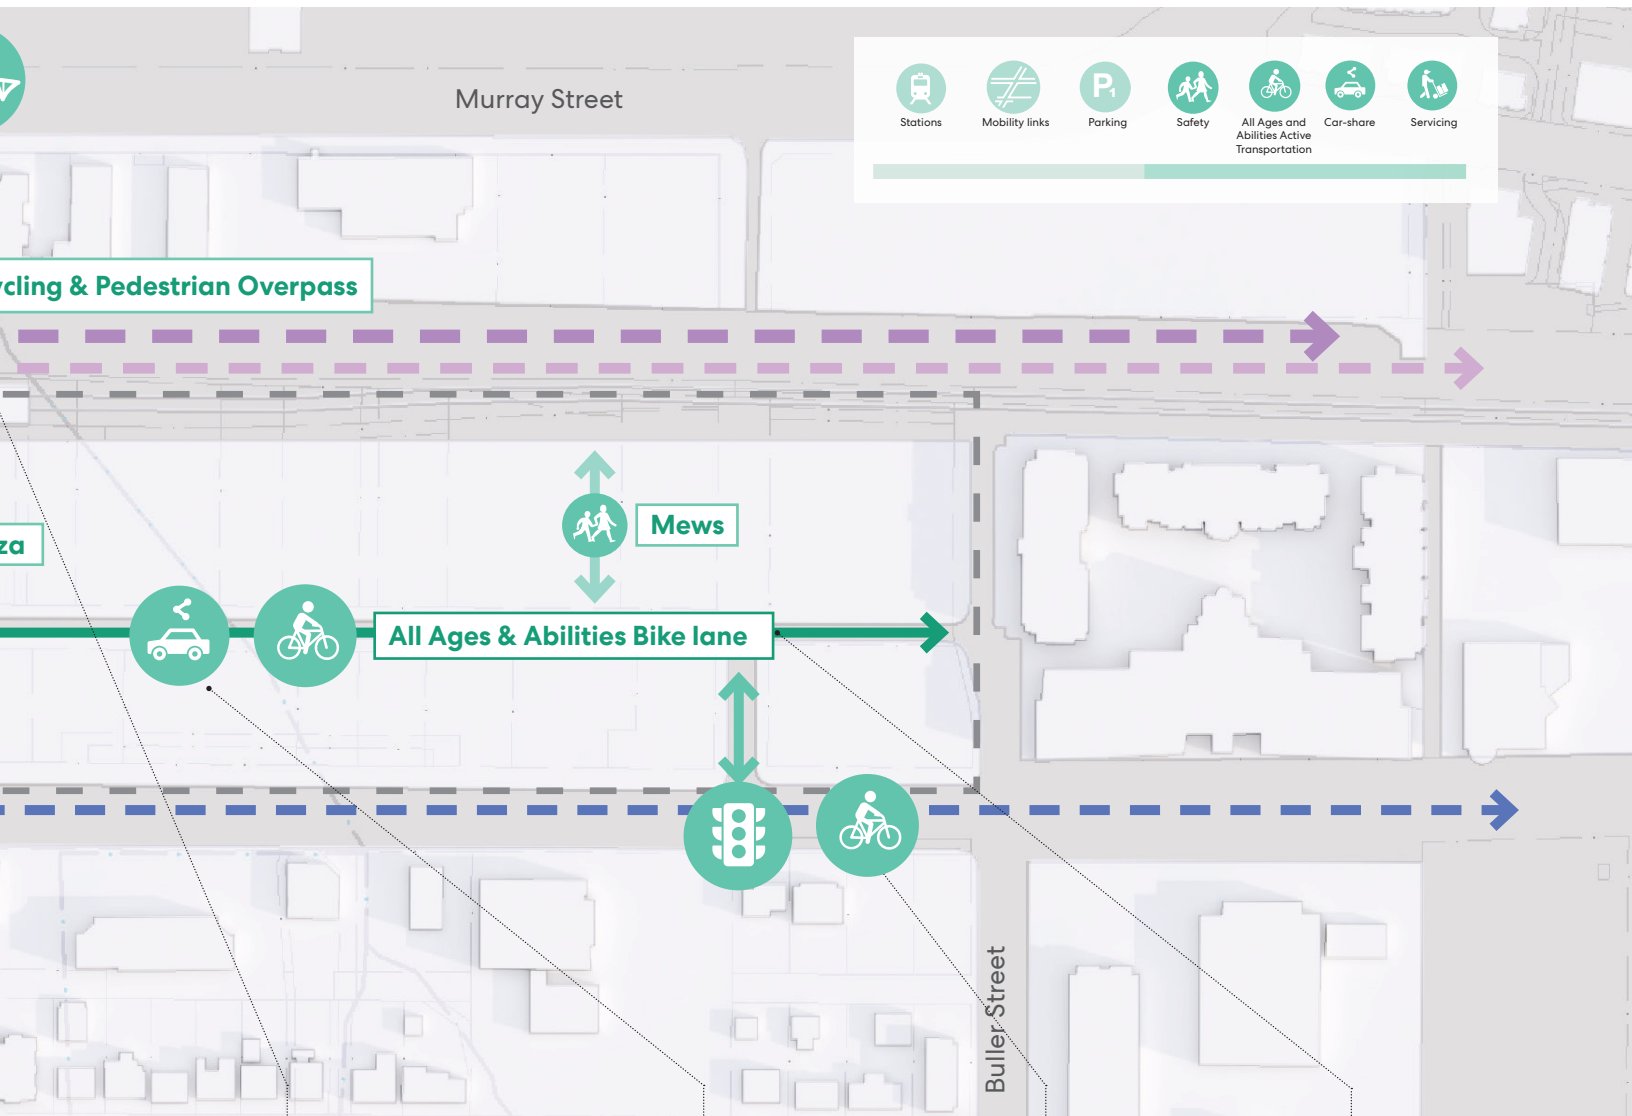 Murray Street
P1
Stations
Mobility links
Parking
Safety
All Ages and
Abilities Active
Transportation
Car-share
Servicing
ycling & Pedestrian Overpass
Mews
za
All Ages & Abilities Bike lane
Buller Street